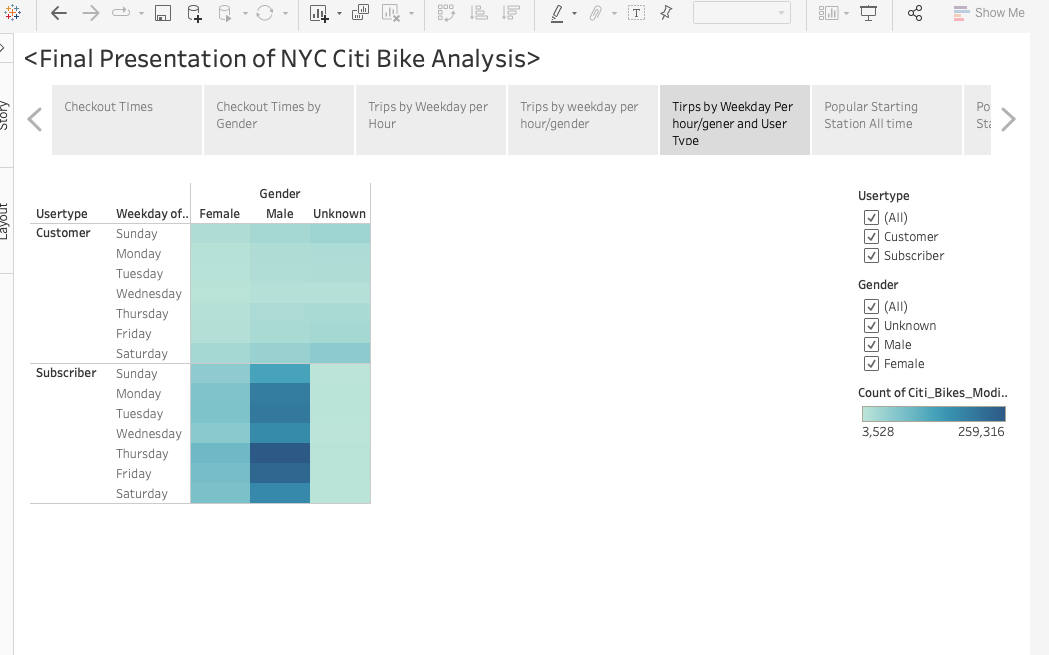 Show Me
Story
Layout
<Final Presentation of NYC Citi Bike Analysis>
Checkout TImes
Checkout Times by
Gender
Trips by Weekday per
Hour
Trips by weekday per
hour/gender
Tirps by Weekday Per
hour/gener and User
Type
Popular Starting
Station All time
Po
Sta
Gender
Usertype Weekday of.. Female Male Unknown
Customer Sunday
Monday
Tuesday
Wednesday
Thursday
Friday
Saturday
Subscriber Sunday
Monday
Tuesday
Wednesday
Thursday
Friday
Saturday
Usertype
(All)
Customer
Subscriber
Gender
(All)
Unknown
Male
Female
Count of Citi_Bikes_Modi..
3,528 259,316